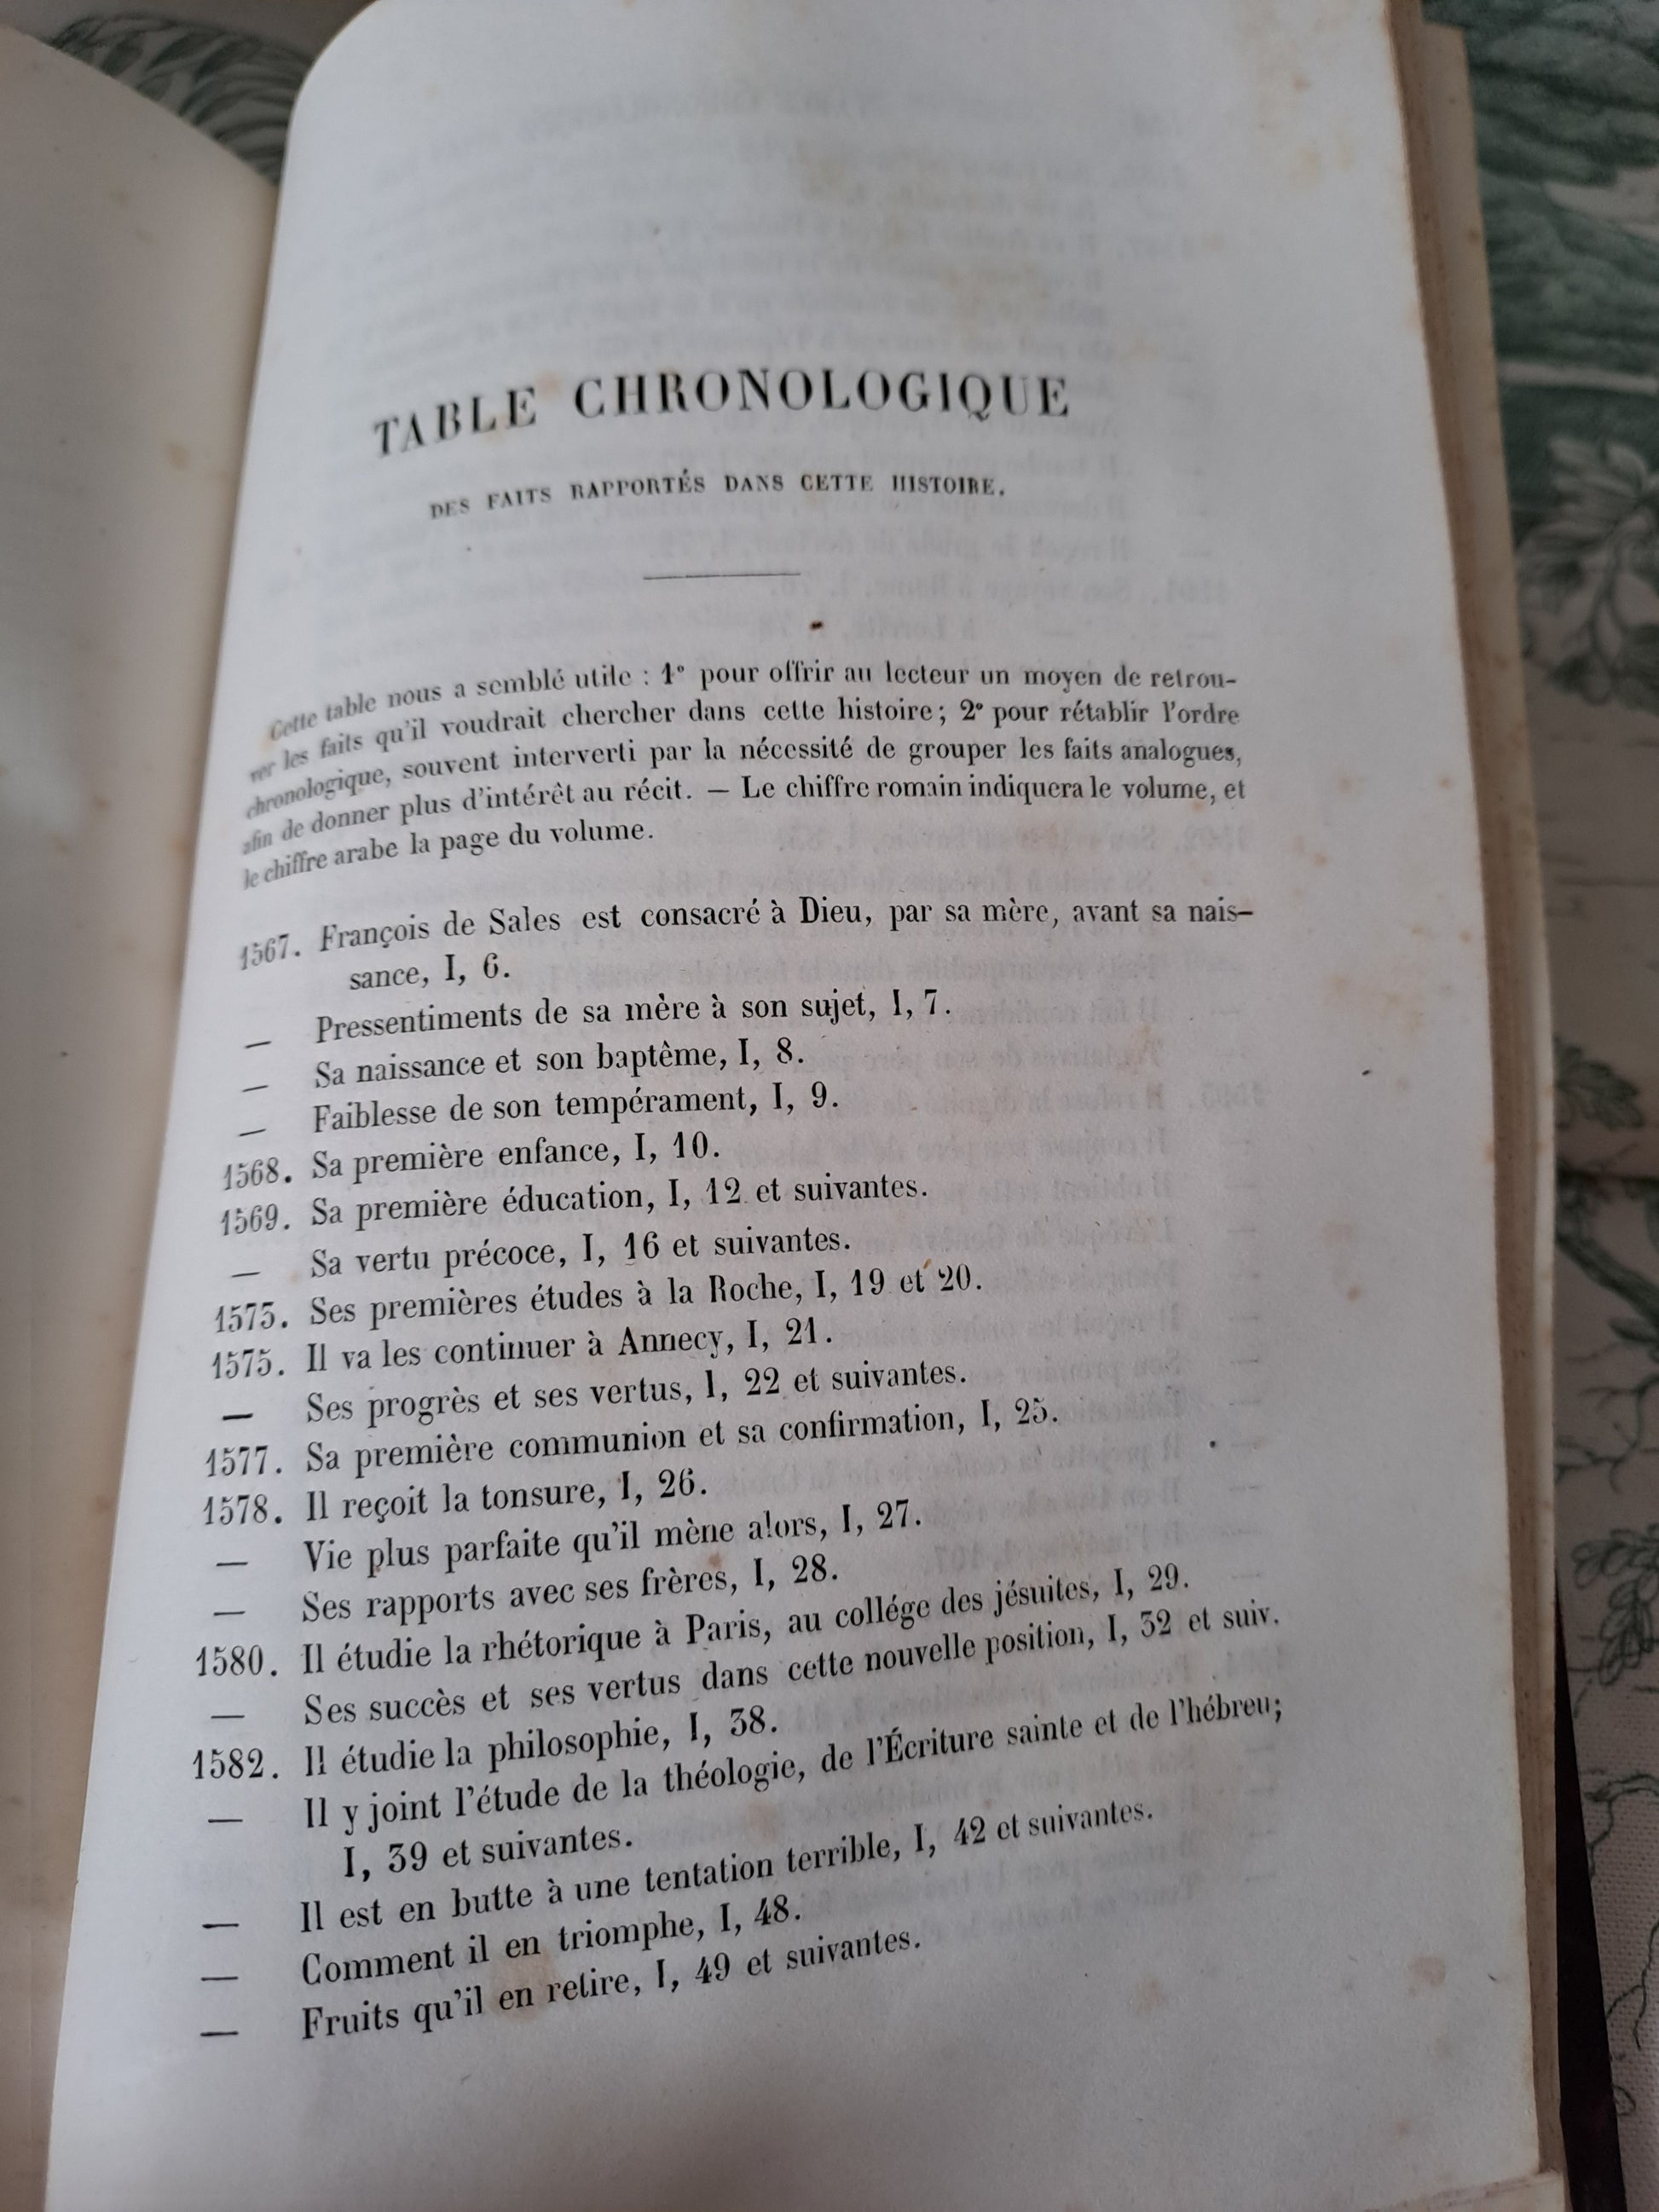 TABLE CHRONOLOGIQUE
DES FAITS RAPPORTÉS DANS CETTE HISTOIRE.
Cette table nous a semblé utile : 1° pour offrir au lecteur un moyen de retrou-
ver les faits qu'il voudrait chercher dans cette histoire; 2° pour rétablir l'ordre
chronologique, souvent interverti par la nécessité de grouper les faits analogues,
afin de donner plus d'intérêt au récit. — Le chiffre romain indiquera le volume, et
le chiffre arabe la page du volume.
1567. François de Sales est consacré à Dieu, par sa mère, avant sa nais-
sance, I, 6.
— Pressentiments de sa mère à son sujet, I, 7.
— Sa naissance et son baptême, I, 8.
— Faiblesse de son tempérament, I, 9.
1568. Sa première enfance, I, 10.
1569. Sa première éducation, I, 12 et suivantes.
— Sa vertu précoce, I, 16 et suivantes.
1573. Ses premières études à la Roche, I, 19 et 20.
1575. Il va les continuer à Annecy, I, 21.
— Ses progrès et ses vertus, I, 22 et suivantes.
1577. Sa première communion et sa confirmation, I, 25.
1578. Il reçoit la tonsure, I, 26.
— Vie plus parfaite qu'il mène alors, I, 27.
— Ses rapports avec ses frères, I, 28.
1580. Il étudie la rhétorique à Paris, au collége des jésuites, I, 29.
— Ses succès et ses vertus dans cette nouvelle position, I, 32 et suiv.
1582. Il étudie la philosophie, I, 38.
— Il y joint l'étude de la théologie, de l'Écriture sainte et de l'hébreu;
I, 39 et suivantes.
— Il est en butte à une tentation terrible, I, 42 et suivantes.
— Comment il en triomphe, I, 48.
— Fruits qu'il en retire, I, 49 et suivantes.